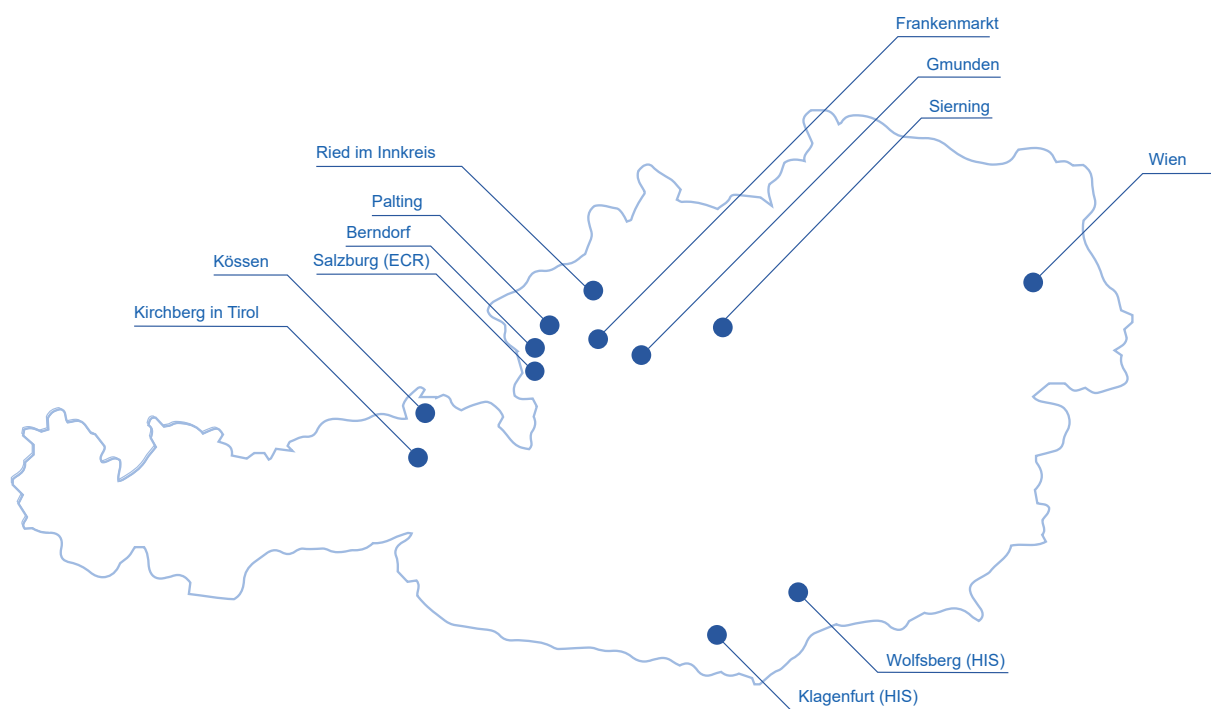 Frankenmarkt
Gmunden
Sierning
Ried im Innkreis
Wien
Palting
Berndorf
Salzburg (ECR)
Kössen
Kirchberg in Tirol
Wolfsberg (HIS)
Klagenfurt (HIS)